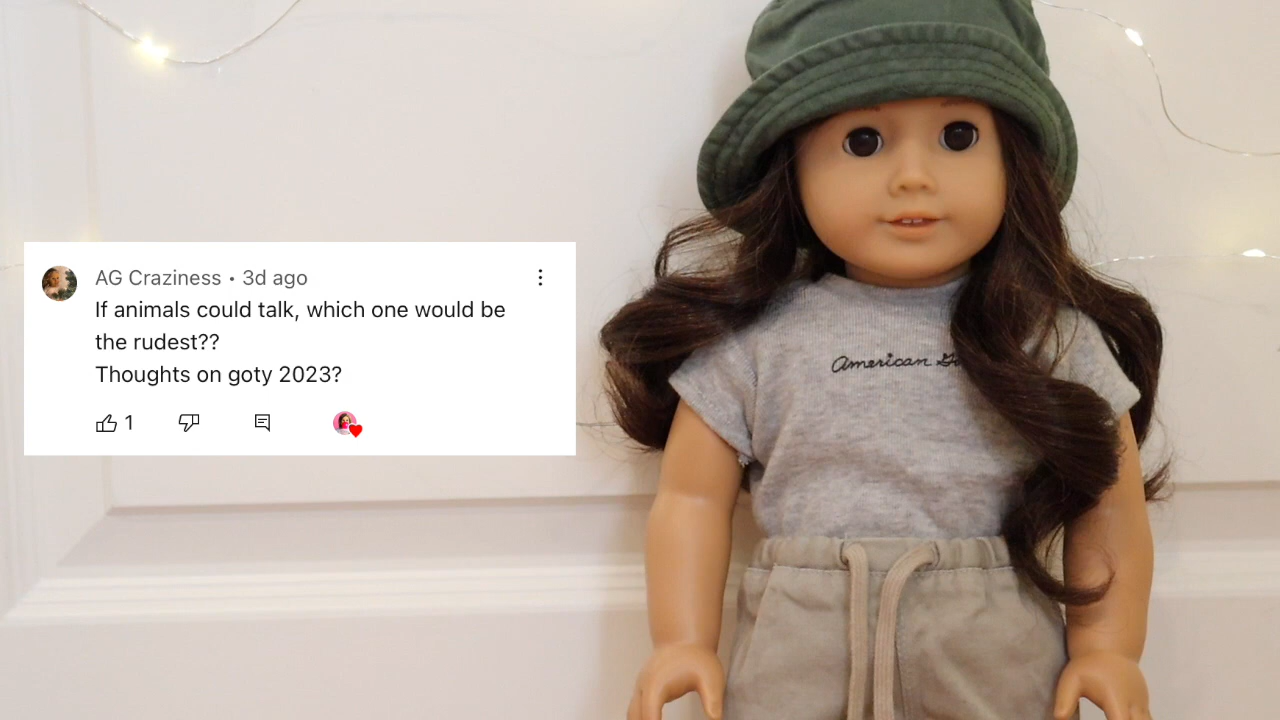 AG Craziness • 3d ago
If animals could talk, which one would be
the rudest??
Thoughts on goty 2023?
1
American